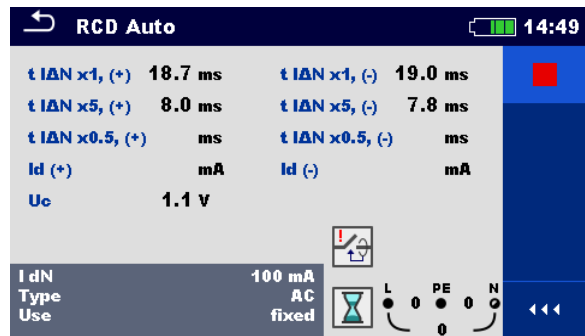 RCD Auto 14:49
t IΔN x1, (+) 18.7 ms t IΔN x1, (-) 19.0 ms
t IΔN x5, (+) 8.0 ms t IΔN x5, (-) 7.8 ms
t IΔN x0.5, (+) ms t IΔN x0.5, (-) ms
Id (+) mA Id (-) mA
Uc 1.1 V
!
I dN 100 mA
Type AC
Use fixed
L PE N
0 0
0